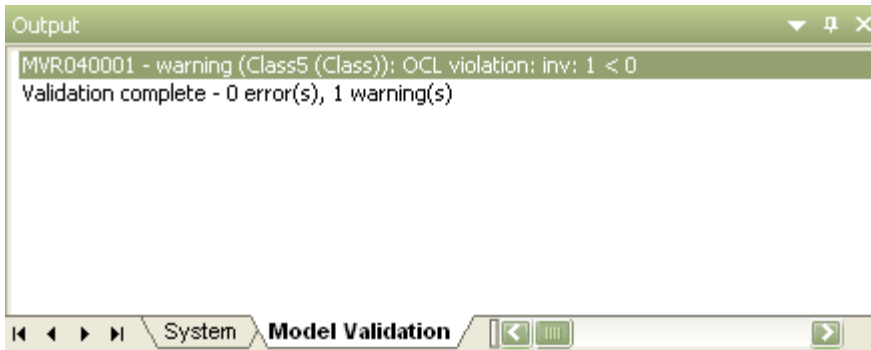 Output
MVR040001 - warning (Class5 (Class)): OCL violation: inv: 1 < 0
Validation complete - 0 error(s), 1 warning(s)
System Model Validation